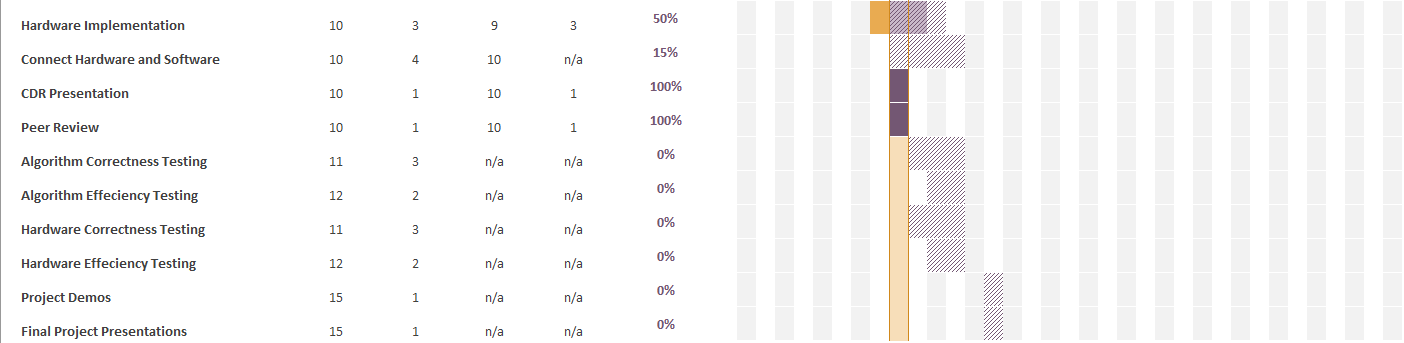 Hardware Implementation 10 3 9 3 50%
Connect Hardware and Software 10 4 10 n/a 15%
CDR Presentation 10 1 10 1 100%
Peer Review 10 1 10 1 100%
Algorithm Correctness Testing 11 3 n/a n/a 0%
Algorithm Effeciency Testing 12 2 n/a n/a 0%
Hardware Correctness Testing 11 3 n/a n/a 0%
Hardware Effeciency Testing 12 2 n/a n/a 0%
Project Demos 15 1 n/a n/a 0%
Final Project Presentations 15 1 n/a n/a 0%